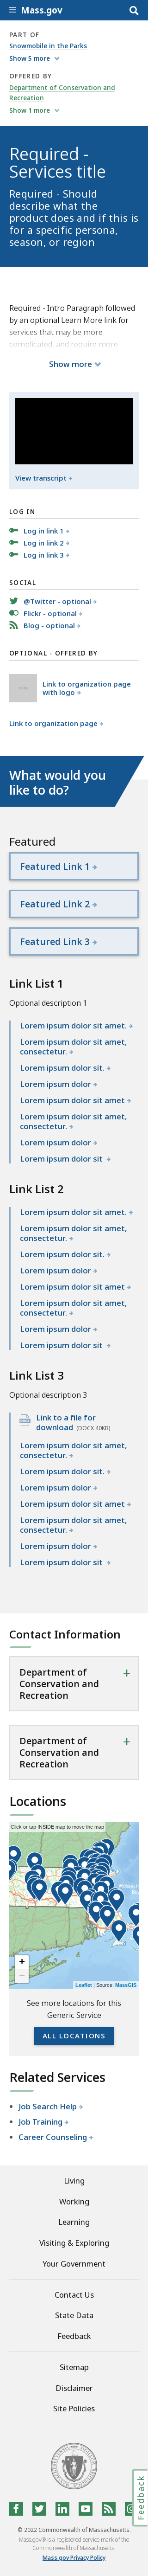 Mass.gov
PART OF
Snowmobile in the Parks
Show 5 more
OFFERED BY
Department of Conservation and
Recreation
Show 1 more
Required -
Services title
Required - Should
describe what the
product does and if this is
for a specific persona,
season, or region
Required - Intro Paragraph followed
by an optional Learn More link for
services that may be more
complicated, and require more
Show more
View transcript
LOG IN
Log in link 1
Log in link 2
Log in link 3
SOCIAL
@Twitter - optional
Flickr - optional
Blog - optional
OPTIONAL - OFFERED BY
Link to organization page
with logo
Link to organization page
What would you
like to do?
Featured
Featured Link 1
Featured Link 2
Featured Link 3
Link List 1
Optional description 1
Lorem ipsum dolor sit amet.
Lorem ipsum dolor sit amet,
consectetur.
Lorem ipsum dolor sit.
Lorem ipsum dolor
Lorem ipsum dolor sit amet
Lorem ipsum dolor sit amet,
consectetur.
Lorem ipsum dolor
Lorem ipsum dolor sit
Link List 2
Lorem ipsum dolor sit amet.
Lorem ipsum dolor sit amet,
consectetur.
Lorem ipsum dolor sit.
Lorem ipsum dolor
Lorem ipsum dolor sit amet
Lorem ipsum dolor sit amet,
consectetur.
Lorem ipsum dolor
Lorem ipsum dolor sit
Link List 3
Optional description 3
Link to a file for
download (DOCX 40KB)
Lorem ipsum dolor sit amet,
consectetur.
Lorem ipsum dolor sit.
Lorem ipsum dolor
Lorem ipsum dolor sit amet
Lorem ipsum dolor sit amet,
consectetur.
Lorem ipsum dolor
Lorem ipsum dolor sit
Contact Information
Department of
Conservation and
Recreation
Department of
Conservation and
Recreation
Locations
Click or tap INSIDE map to move the map
+
−
Leaflet | Source: MassGIS
See more locations for this
Generic Service
ALL LOCATIONS
Related Services
Job Search Help
Job Training
Career Counseling
Living
Working
Learning
Visiting & Exploring
Your Government
Contact Us
State Data
Feedback
Sitemap
Disclaimer
Site Policies
Feedback
© 2022 Commonwealth of Massachusetts.
Mass.gov® is a registered service mark of the
Commonwealth of Massachusetts.
Mass.gov Privacy Policy